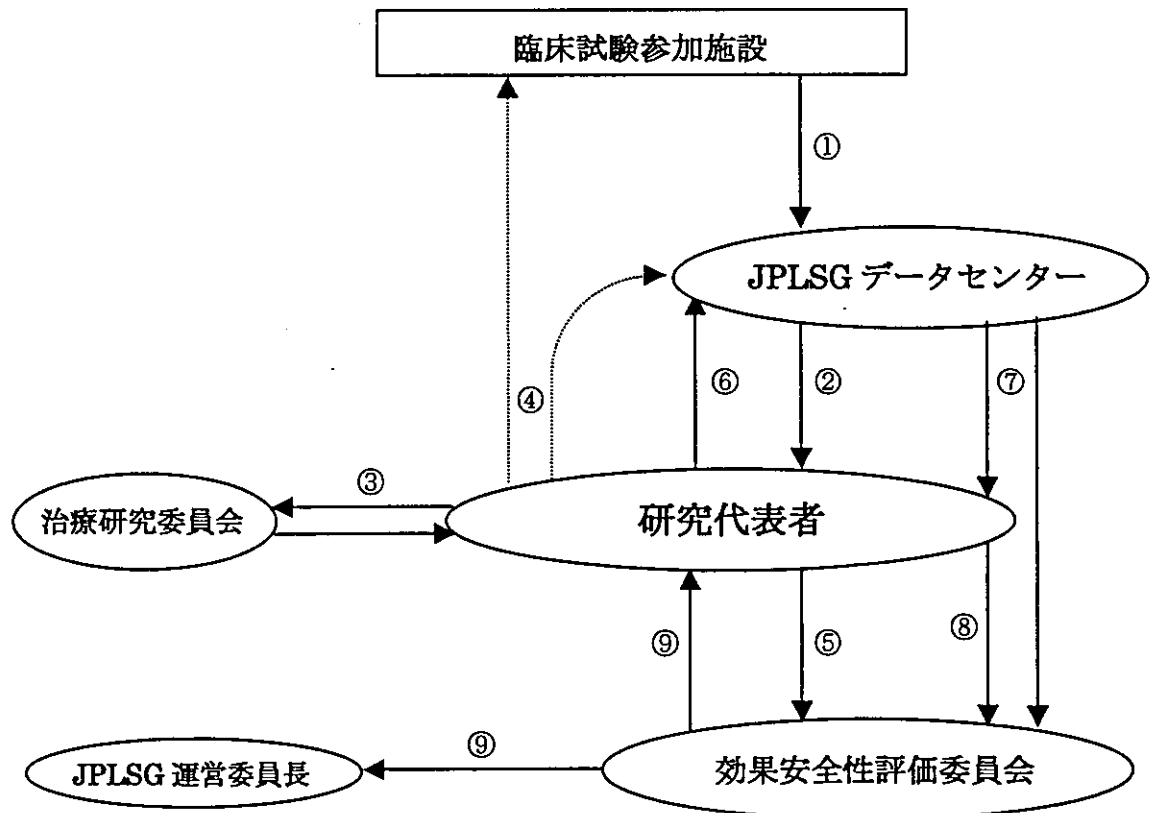 臨床試験参加施設
①
JPLSG データセンター
④
⑥
②
⑦
③
治療研究委員会
研究代表者
⑨
⑤
⑧
⑨
JPLSG 運営委員長
効果安全性評価委員会